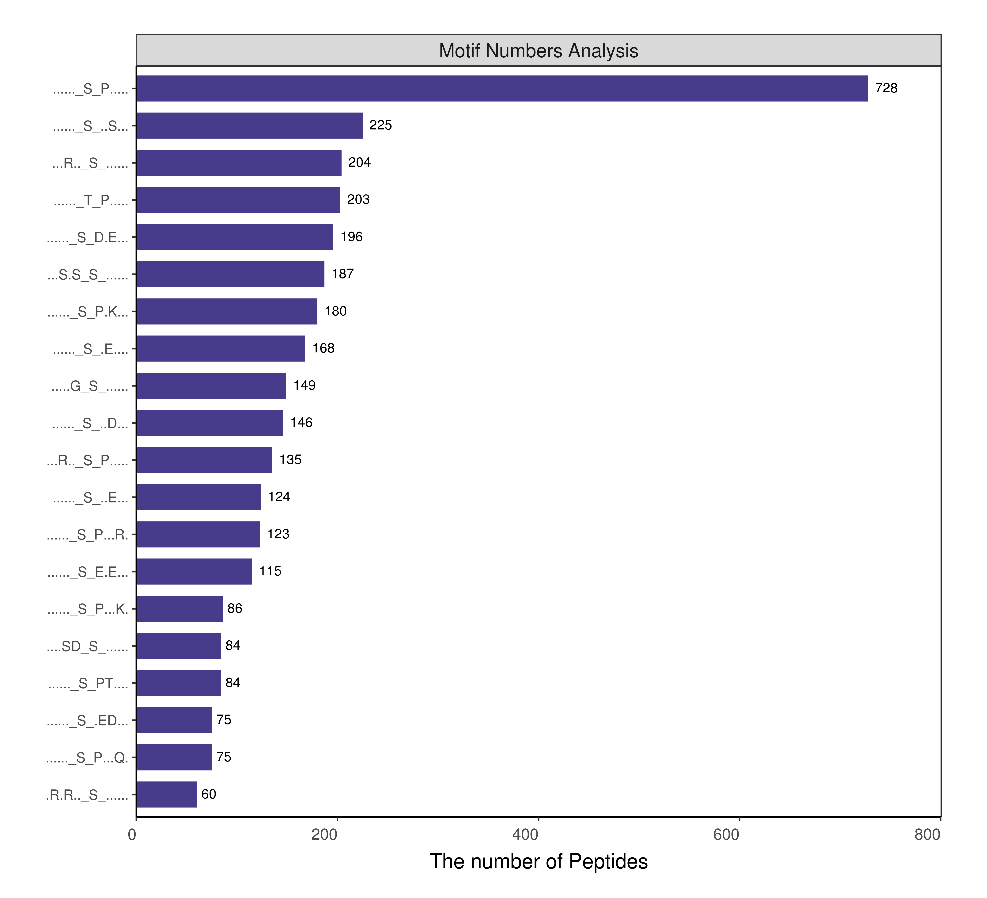 Motif Numbers Analysis
......_S_P..... 728
......_S_..S... 225
...R.._S_...... 204
......_T_P..... 203
......_S_D.E... 196
...S.S_S_...... 187
......_S_P.K... 180
......_S_.E.... 168
.....G_S_...... 149
......_S_..D... 146
...R.._S_P..... 135
......_S_..E... 124
......_S_P...R. 123
......_S_E.E... 115
......_S_P...K. 86
....SD_S_...... 84
......_S_PT.... 84
......_S_.ED... 75
......_S_P...Q. 75
.R.R.._S_...... 60
0 200 400 600 800
The number of Peptides